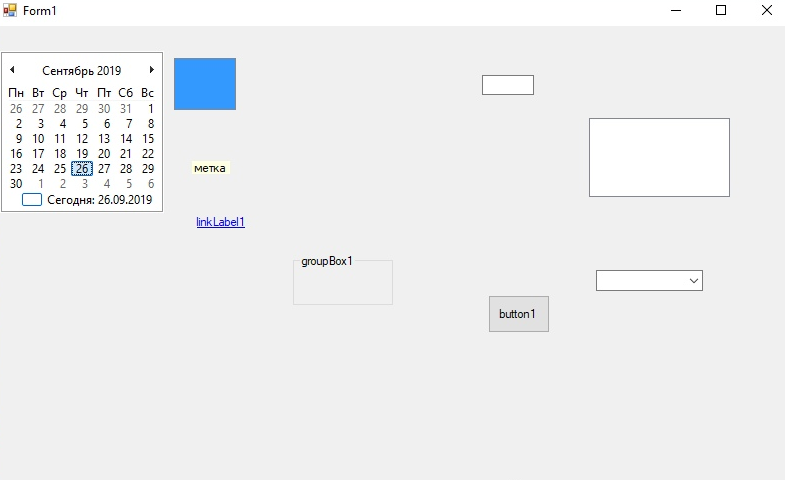 Form1
Сентябрь 2019
Пн Вт Ср Чт Пт Сб Вс
26 27 28 29 30 31 1
2 3 4 5 6 7 8
9 10 11 12 13 14 15
16 17 18 19 20 21 22
23 24 25 26 27 28 29
30 1 2 3 4 5 6
Сегодня: 26.09.2019
метка
linkLabel1
groupBox1
button1